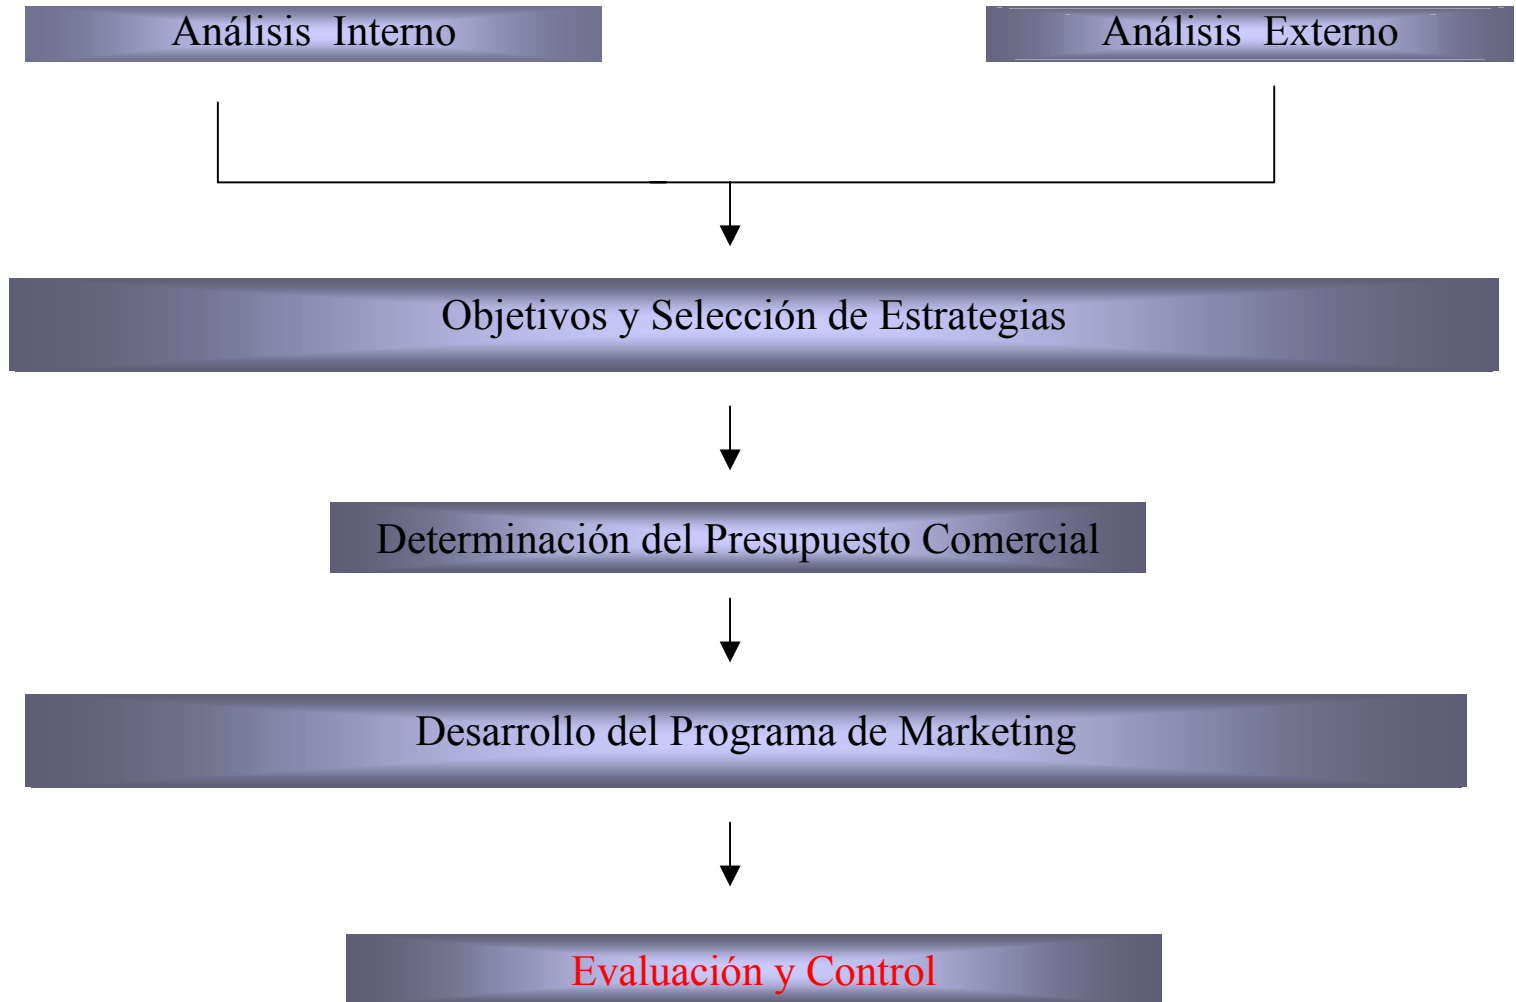 Análisis Interno
Análisis Externo
Objetivos y Selección de Estrategias
Determinación del Presupuesto Comercial
Desarrollo del Programa de Marketing
Evaluación y Control